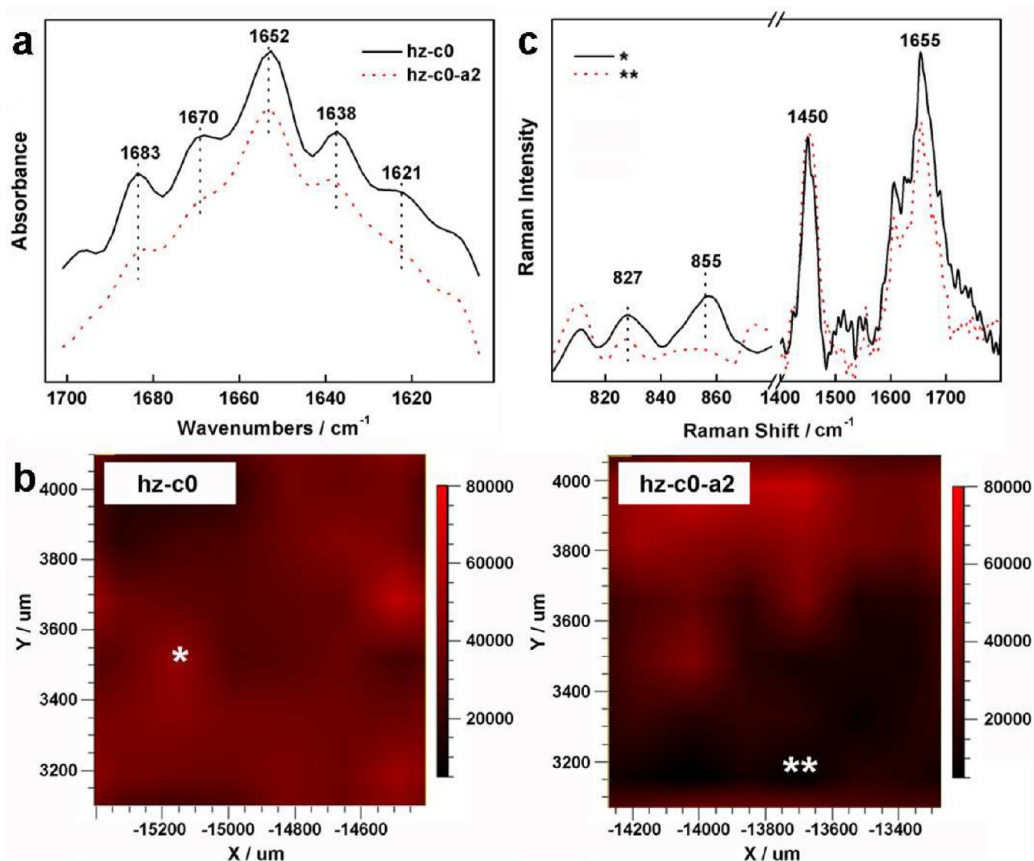 a
1652
hz-c0
hz-c0-a2
1670
1638
1683
1621
Absorbance
1700 1680 1660 1640 1620
Wavenumbers / cm-1
c
*
**
1655
1450
827
855
Raman Intensity
820 840 860 1400 1500 1600 1700
Raman Shift / cm-1
b
hz-c0
4000
3800
3600
3400
3200
Y / um
*
-15200 -15000 -14800 -14600
X / um
80000
60000
40000
20000
hz-c0-a2
4000
3800
3600
3400
3200
Y / um
**
-14200 -14000 -13800 -13600 -13400
X / um
80000
60000
40000
20000